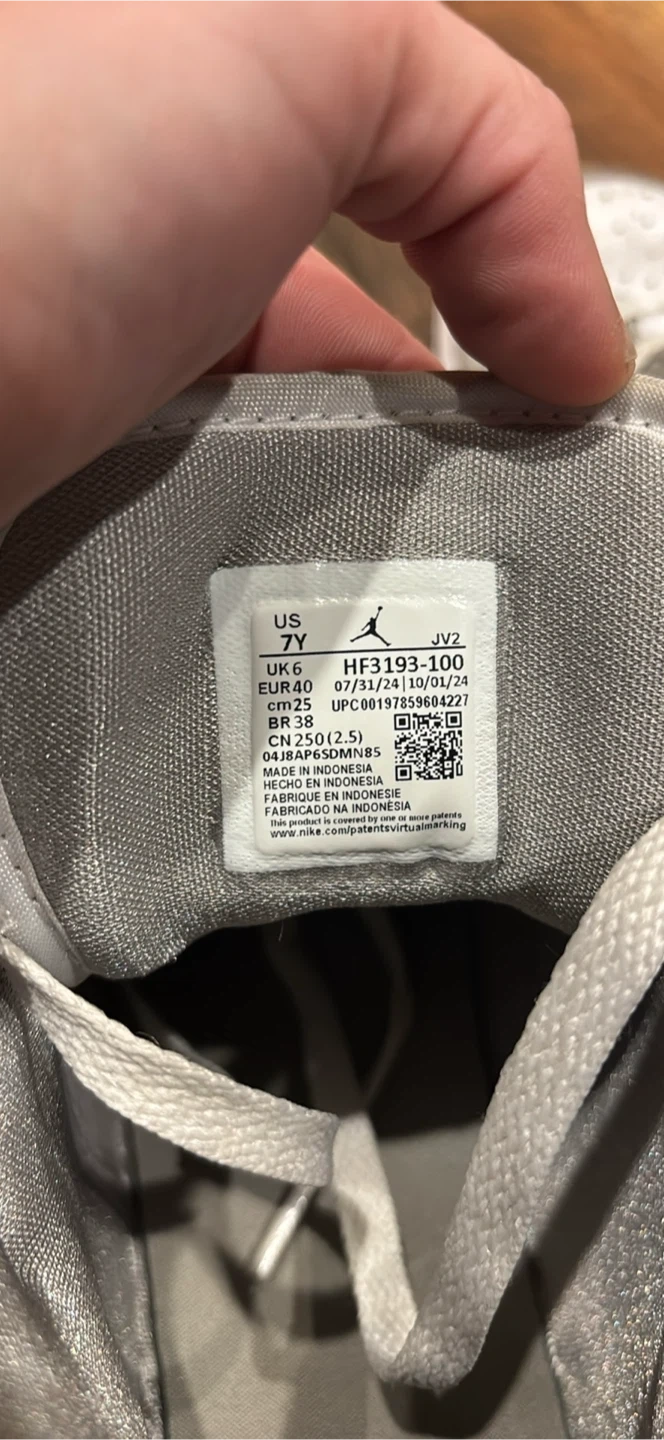 US
7Y
JV2
UK 6 HF3193-100
EUR 40 07/31/24|10/01/24
cm 25 UPC00197859604227
BR 38
CN 250 (2.5)
04J8AP6SDMN85
MADE IN INDONESIA
HECHO EN INDONESIA
FABRIQUE EN INDONESIE
FABRICADO NA INDONÉSIA
This product is covered by one or more patents
www.nike.com/patentsvirtualmarking